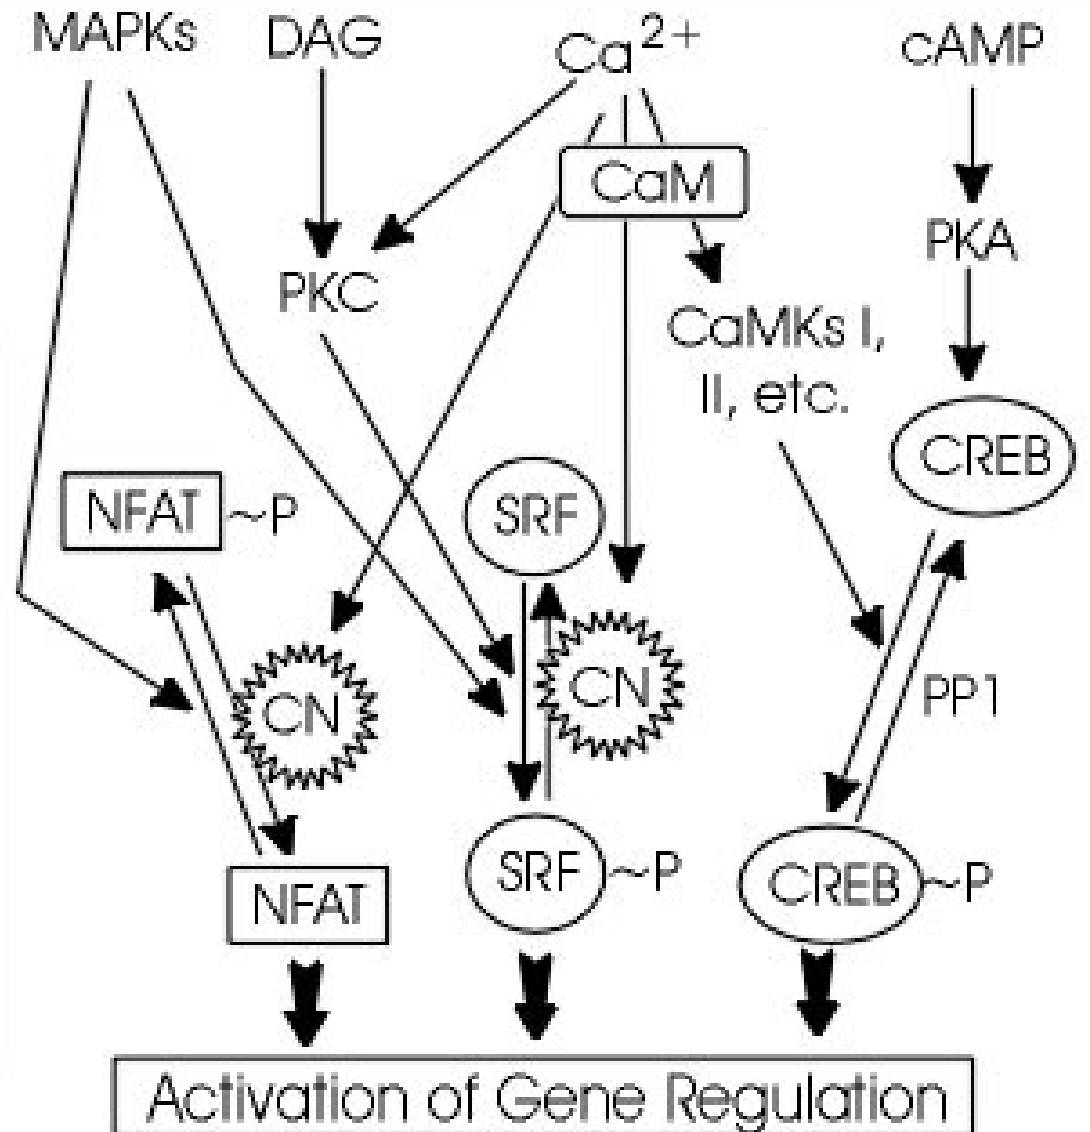 MAPKs
DAG
Ca2+
cAMP
CaM
PKA
PKC
CaMKs I,
II, etc.
CREB
NFAT~P
SRF
CN
CN
PP1
NFAT
SRF~P
CREB~P
Activation of Gene Regulation